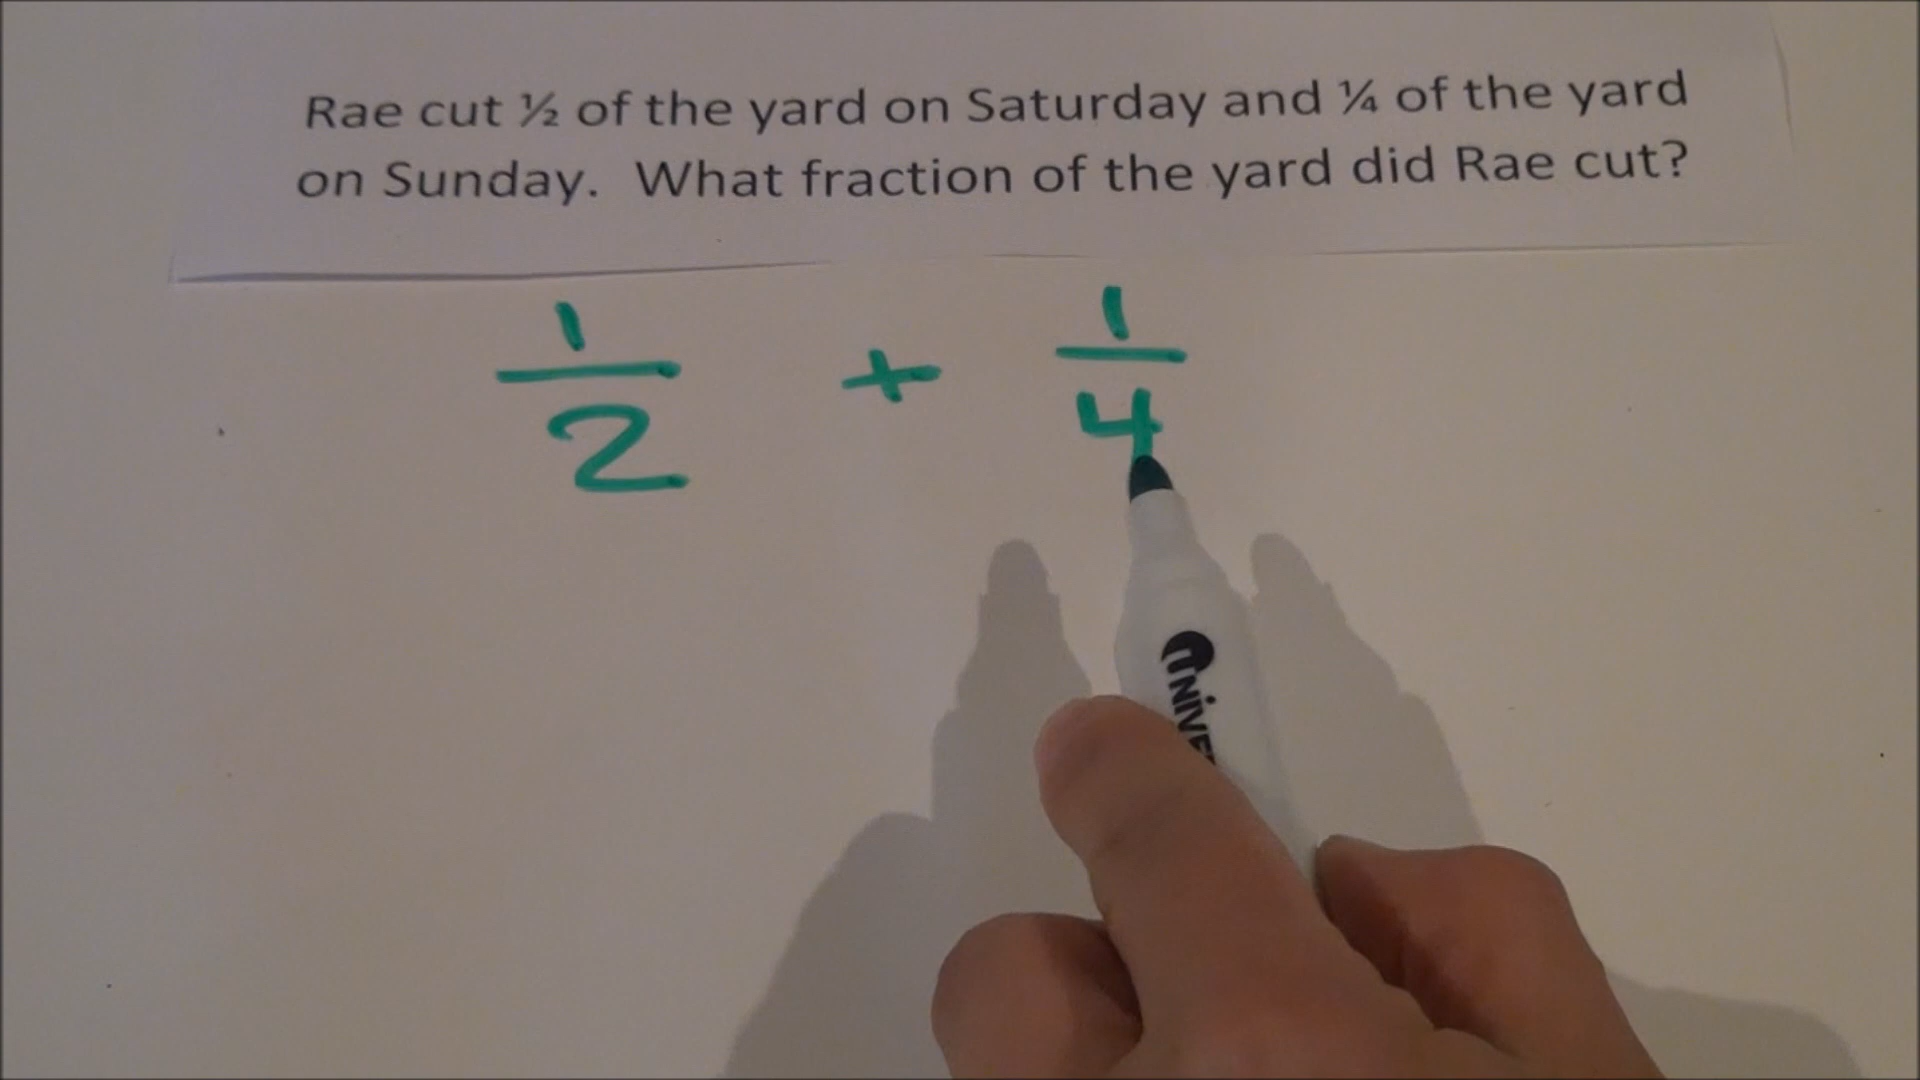 Rae cut ½ of the yard on Saturday and ¼ of the yard
on Sunday. What fraction of the yard did Rae cut?
1/2 + 1/4